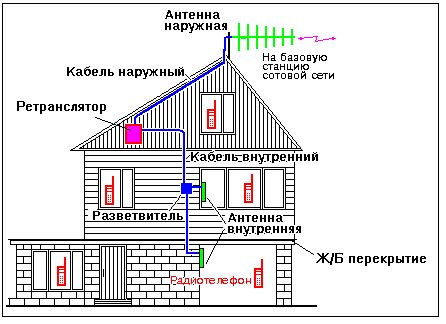 Антенна
наружная
На базовую
станцию
сотовой сети
Кабель наружный
Ретранслятор
Кабель внутренний
Разветвитель
Антенна
внутренняя
Ж/Б перекрытие
Радиотелефон